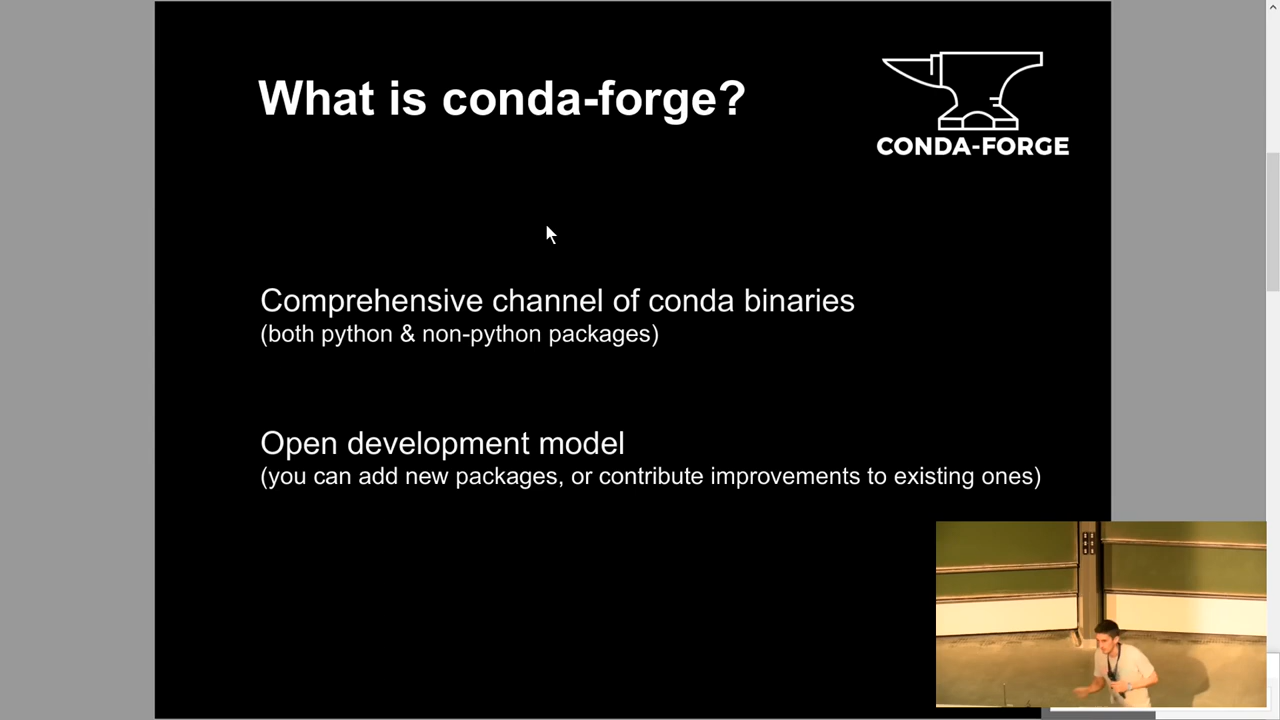 What is conda-forge?
CONDA-FORGE
Comprehensive channel of conda binaries
(both python & non-python packages)
Open development model
(you can add new packages, or contribute improvements to existing ones)